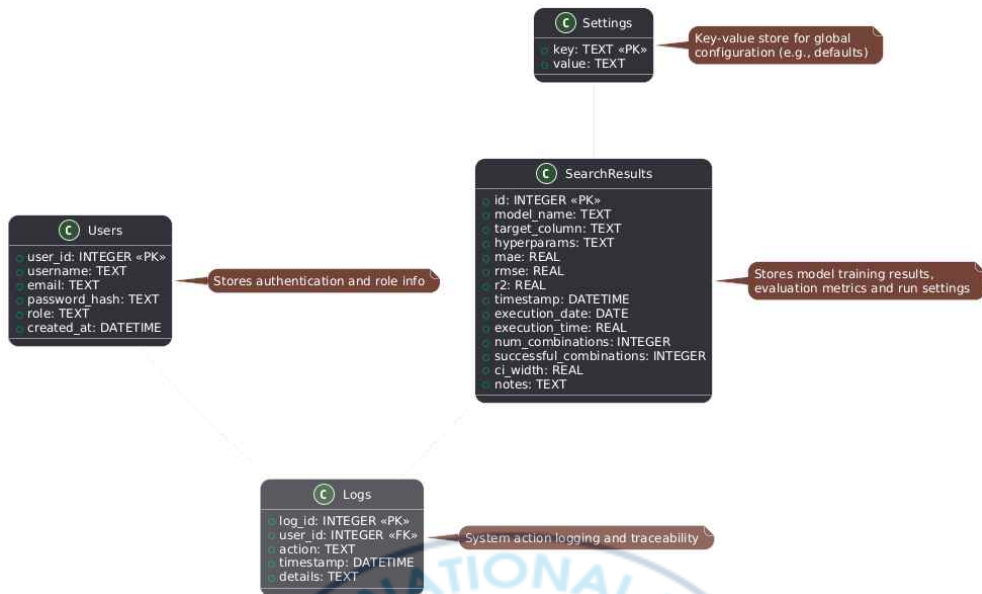 C Settings
key: TEXT «PK»
value: TEXT
Key-value store for global
configuration (e.g., defaults)
C SearchResults
id: INTEGER «PK»
model_name: TEXT
target_column: TEXT
hyperparams: TEXT
mae: REAL
rmse: REAL
r2: REAL
timestamp: DATETIME
execution_date: DATE
execution_time: REAL
num_combinations: INTEGER
successful_combinations: INTEGER
ci_width: REAL
notes: TEXT
Stores model training results,
evaluation metrics and run settings
C Users
user_id: INTEGER «PK»
username: TEXT
email: TEXT
password_hash: TEXT
role: TEXT
created_at: DATETIME
Stores authentication and role info
C Logs
log_id: INTEGER «PK»
user_id: INTEGER «FK»
action: TEXT
timestamp: DATETIME
details: TEXT
System action logging and traceability